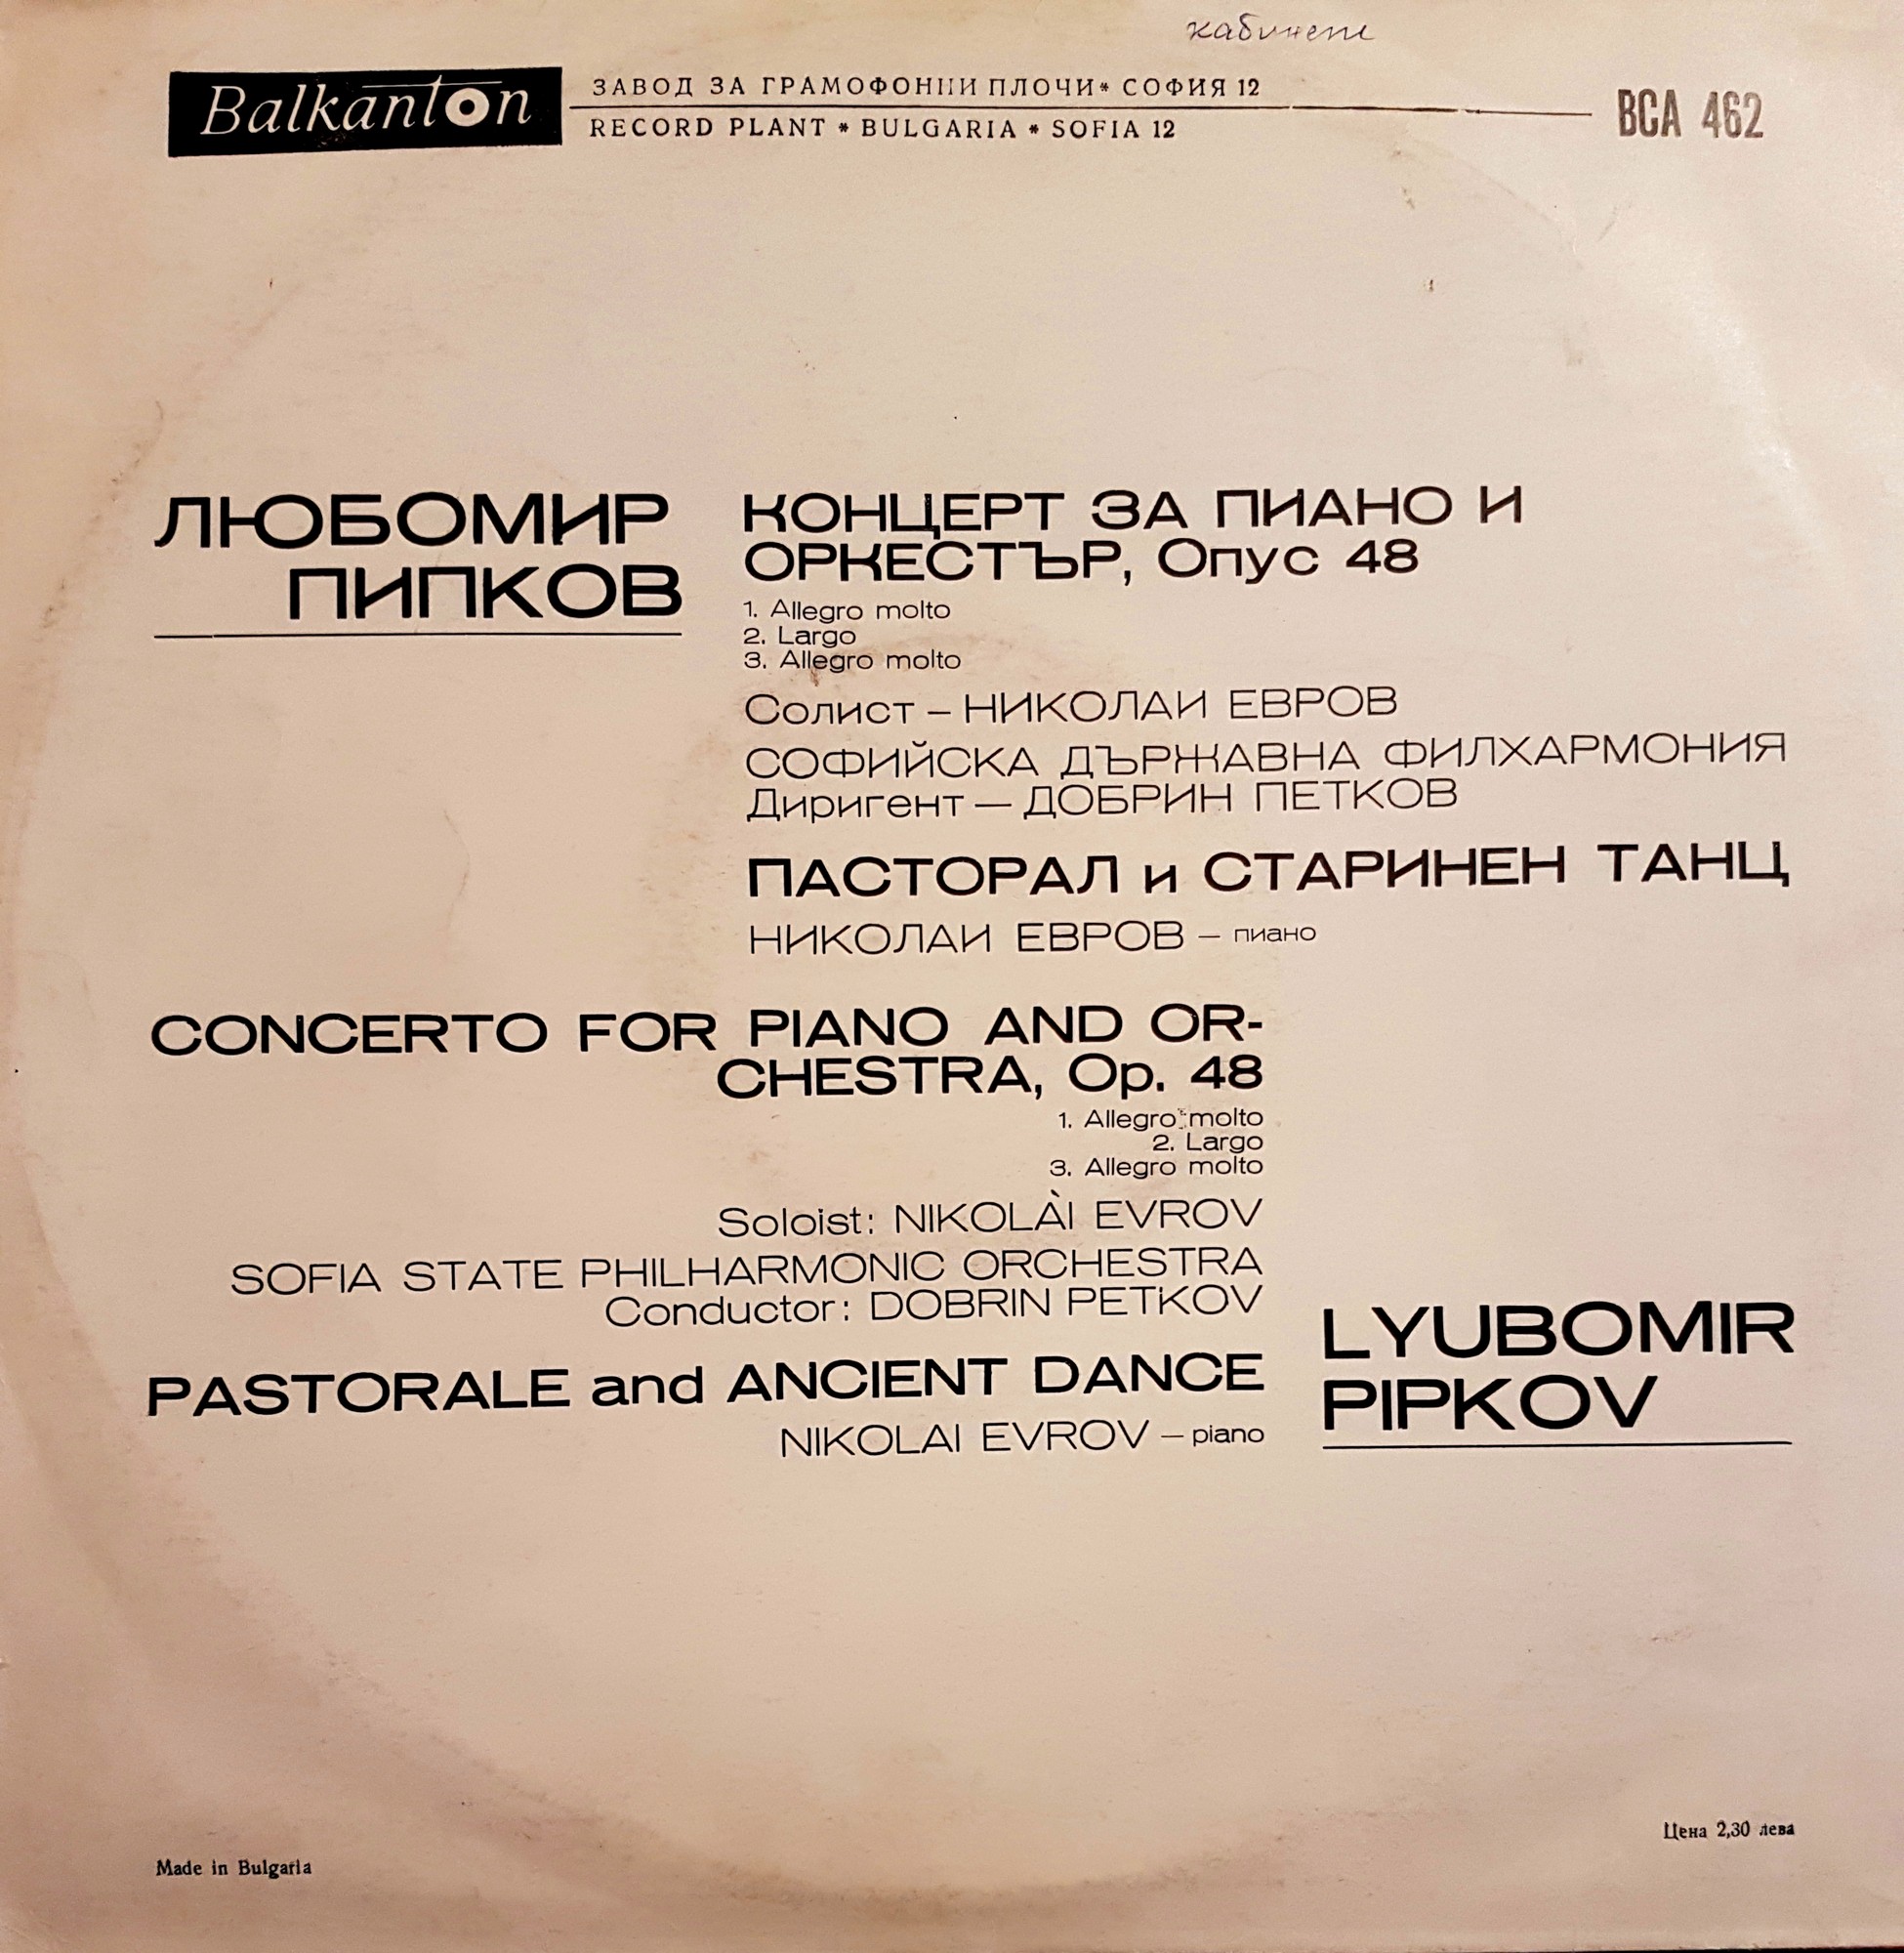 кабинет
Balkanton
ЗАВОД ЗА ГРАМОФОННИ ПЛОЧИ * СОФИЯ 12
RECORD PLANT * BULGARIA * SOFIA 12
ВСА 462
ЛЮБОМИР
ПИПКОВ
КОНЦЕРТ ЗА ПИАНО И
ОРКЕСТЪР, Опус 48
1. Allegro molto
2. Largo
3. Allegro molto
Солист – НИКОЛАИ ЕВРОВ
СОФИЙСКА ДЪРЖАВНА ФИЛХАРМОНИЯ
Диригент — ДОБРИН ПЕТКОВ
ПАСТОРАЛ и СТАРИНЕН ТАНЦ
НИКОЛАИ ЕВРОВ – пиано
CONCERTO FOR PIANO AND OR-
CHESTRA, Op. 48
1. Allegro molto
2. Largo
3. Allegro molto
Soloist: NIKOLÀI EVROV
SOFIA STATE PHILHARMONIC ORCHESTRA
Conductor: DOBRIN PETKOV
PASTORALE and ANCIENT DANCE
NIKOLAI EVROV – piano
LYUBOMIR
PIPKOV
Цена 2,30 лева
Made in Bulgaria